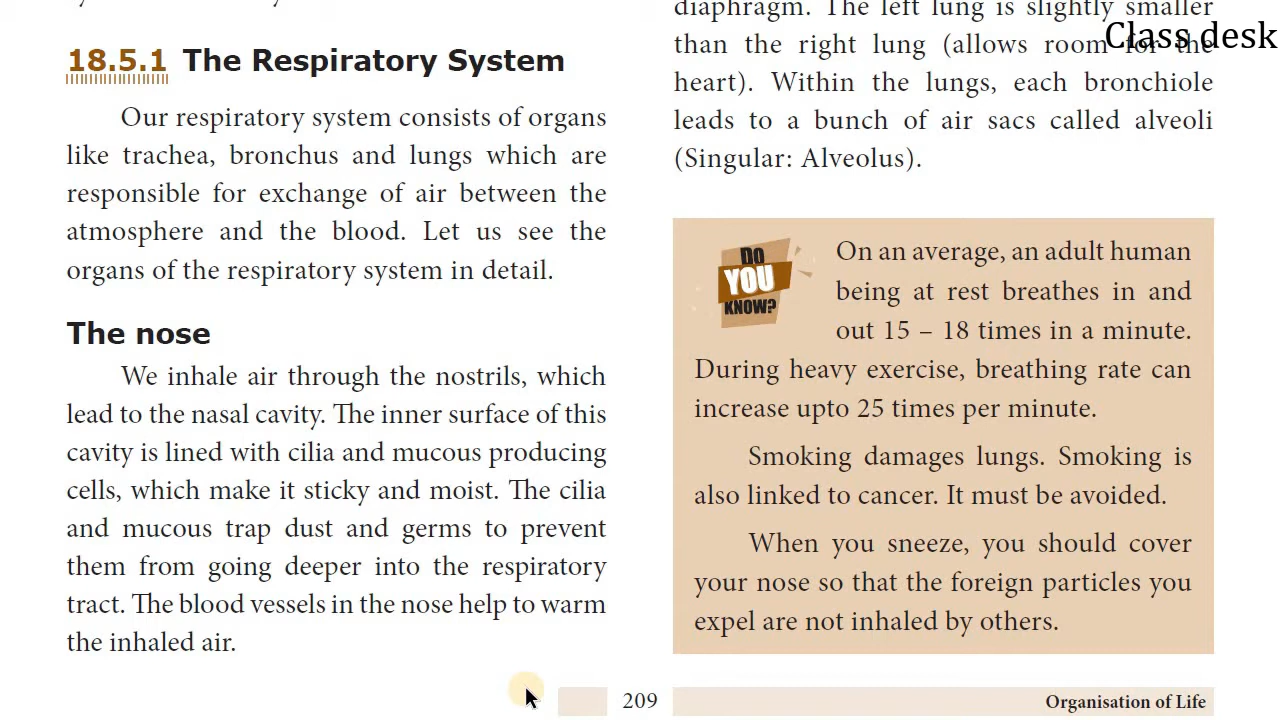 18.5.1 The Respiratory System
Our respiratory system consists of organs
like trachea, bronchus and lungs which are
responsible for exchange of air between the
atmosphere and the blood. Let us see the
organs of the respiratory system in detail.
The nose
We inhale air through the nostrils, which
lead to the nasal cavity. The inner surface of this
cavity is lined with cilia and mucous producing
cells, which make it sticky and moist. The cilia
and mucous trap dust and germs to prevent
them from going deeper into the respiratory
tract. The blood vessels in the nose help to warm
the inhaled air.
diaphragm. The left lung is slightly smaller
than the right lung (allows room for the
Class desk
heart). Within the lungs, each bronchiole
leads to a bunch of air sacs called alveoli
(Singular: Alveolus).
DO
YOU
KNOW?
On an average, an adult human
being at rest breathes in and
out 15 – 18 times in a minute.
During heavy exercise, breathing rate can
increase upto 25 times per minute.
Smoking damages lungs. Smoking is
also linked to cancer. It must be avoided.
When you sneeze, you should cover
your nose so that the foreign particles you
expel are not inhaled by others.
209
Organisation of Life